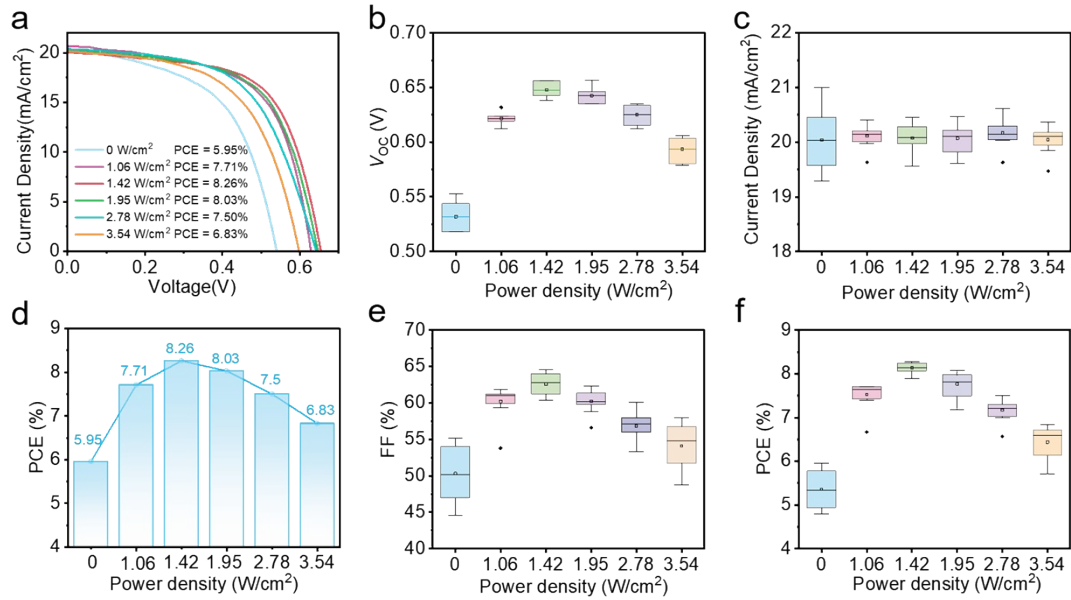 a
Current Density(mA/cm²)
20
15
10
5
0
0 W/cm² PCE = 5.95%
1.06 W/cm² PCE = 7.71%
1.42 W/cm² PCE = 8.26%
1.95 W/cm² PCE = 8.03%
2.78 W/cm² PCE = 7.50%
3.54 W/cm² PCE = 6.83%
0.0 0.2 0.4 0.6
Voltage(V)
b
V_OC(V)
0.70
0.65
0.60
0.55
0.50
0 1.06 1.42 1.95 2.78 3.54
Power density (W/cm²)
c
Current Density(mA/cm²)
22
21
20
19
18
0 1.06 1.42 1.95 2.78 3.54
Power density (W/cm²)
d
PCE (%)
9
8
7
6
5
4
5.95 7.71 8.26 8.03 7.5 6.83
0 1.06 1.42 1.95 2.78 3.54
Power density (W/cm²)
e
FF (%)
70
65
60
55
50
45
40
0 1.06 1.42 1.95 2.78 3.54
Power density (W/cm²)
f
PCE (%)
9
8
7
6
5
4
0 1.06 1.42 1.95 2.78 3.54
Power density (W/cm²)